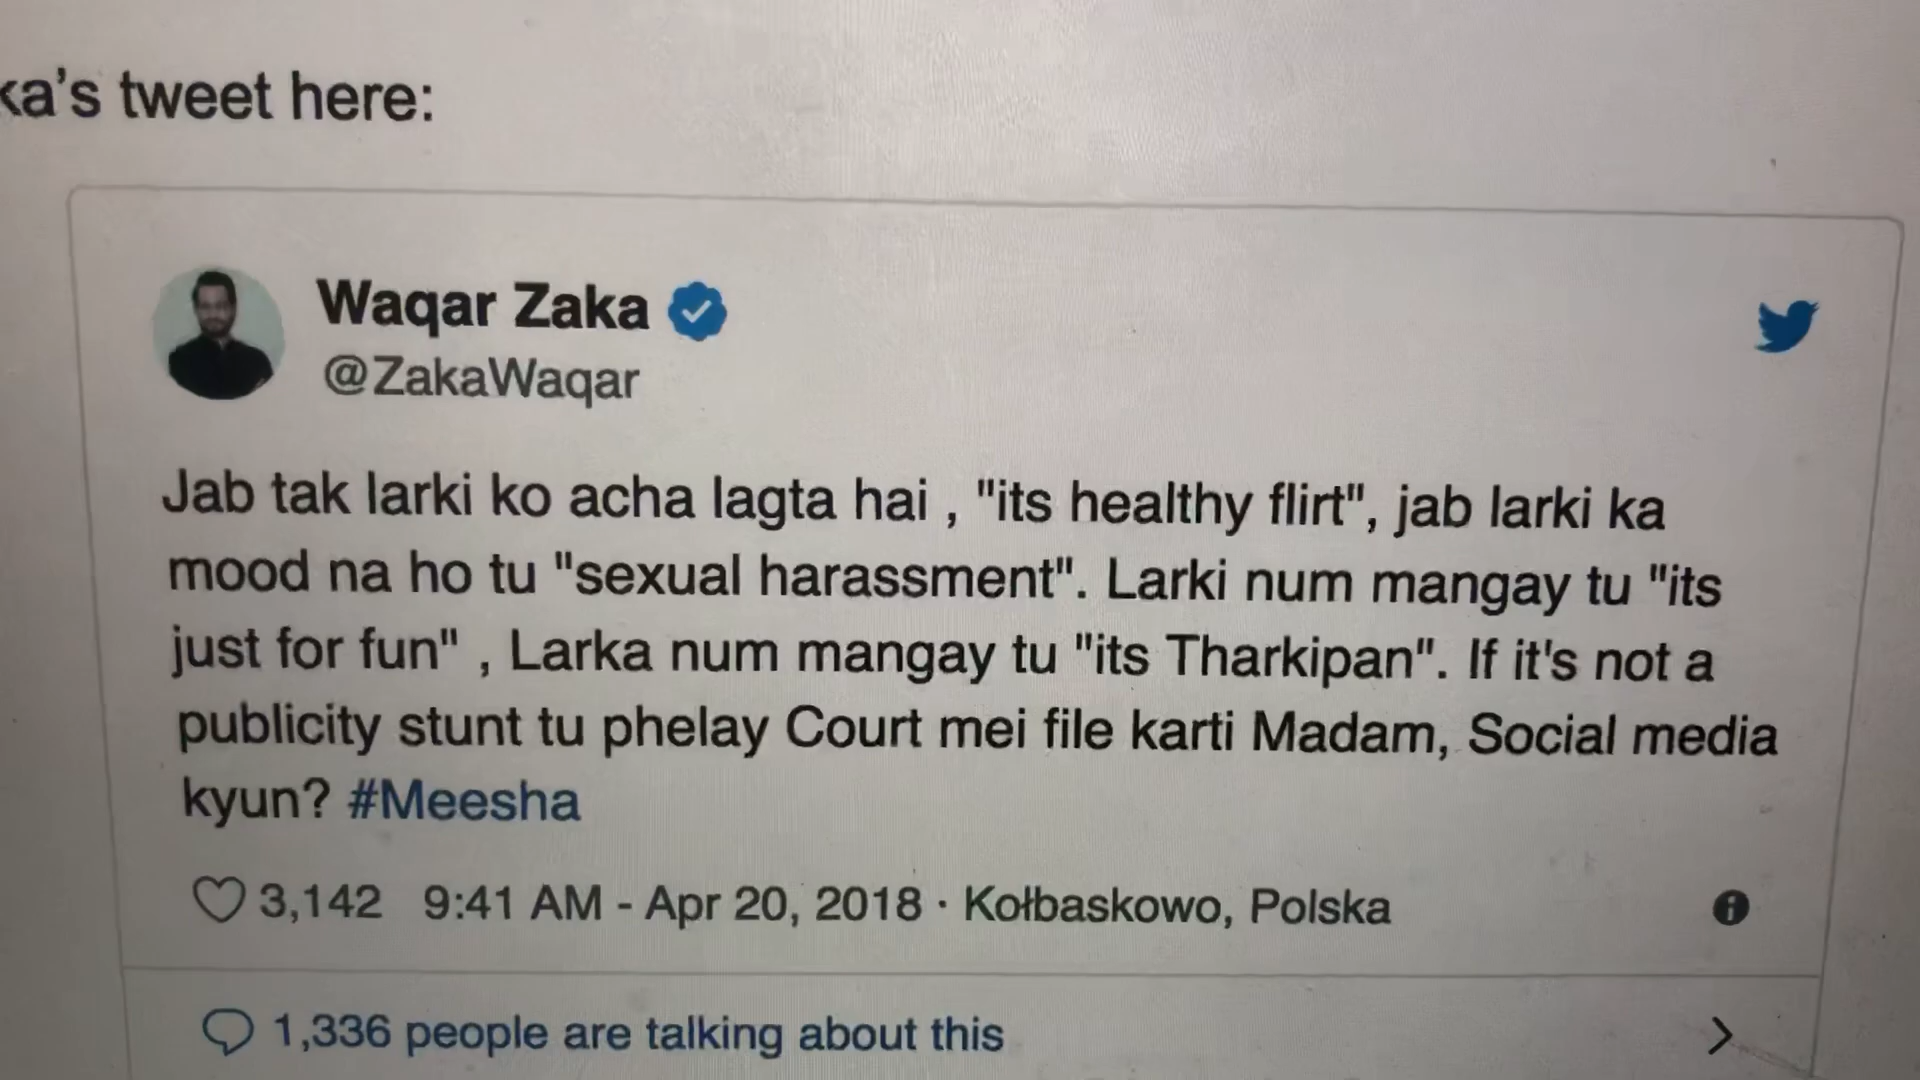 ka's tweet here:
Waqar Zaka
@ZakaWaqar
Jab tak larki ko acha lagta hai , "its healthy flirt", jab larki ka
mood na ho tu "sexual harassment". Larki num mangay tu "its
just for fun" , Larka num mangay tu "its Tharkipan". If it's not a
publicity stunt tu phelay Court mei file karti Madam, Social media
kyun? #Meesha
3,142 9:41 AM - Apr 20, 2018 · Kołbaskowo, Polska
1,336 people are talking about this